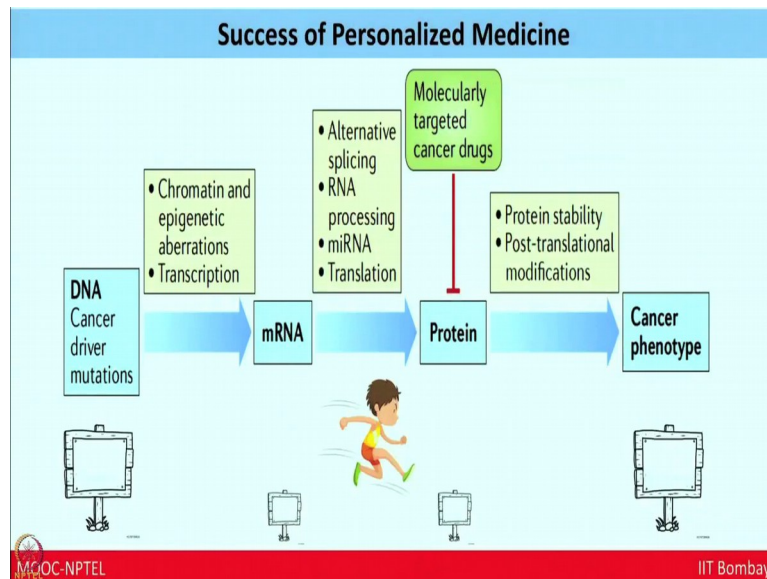 Success of Personalized Medicine
Molecularly
targeted
cancer drugs
• Alternative
splicing
• RNA
processing
• miRNA
• Translation
• Chromatin and
epigenetic
aberrations
• Transcription
• Protein stability
• Post-translational
modifications
DNA
Cancer
driver
mutations
mRNA
Protein
Cancer
phenotype
MOOC-NPTEL
NPTEL
IIT Bombay